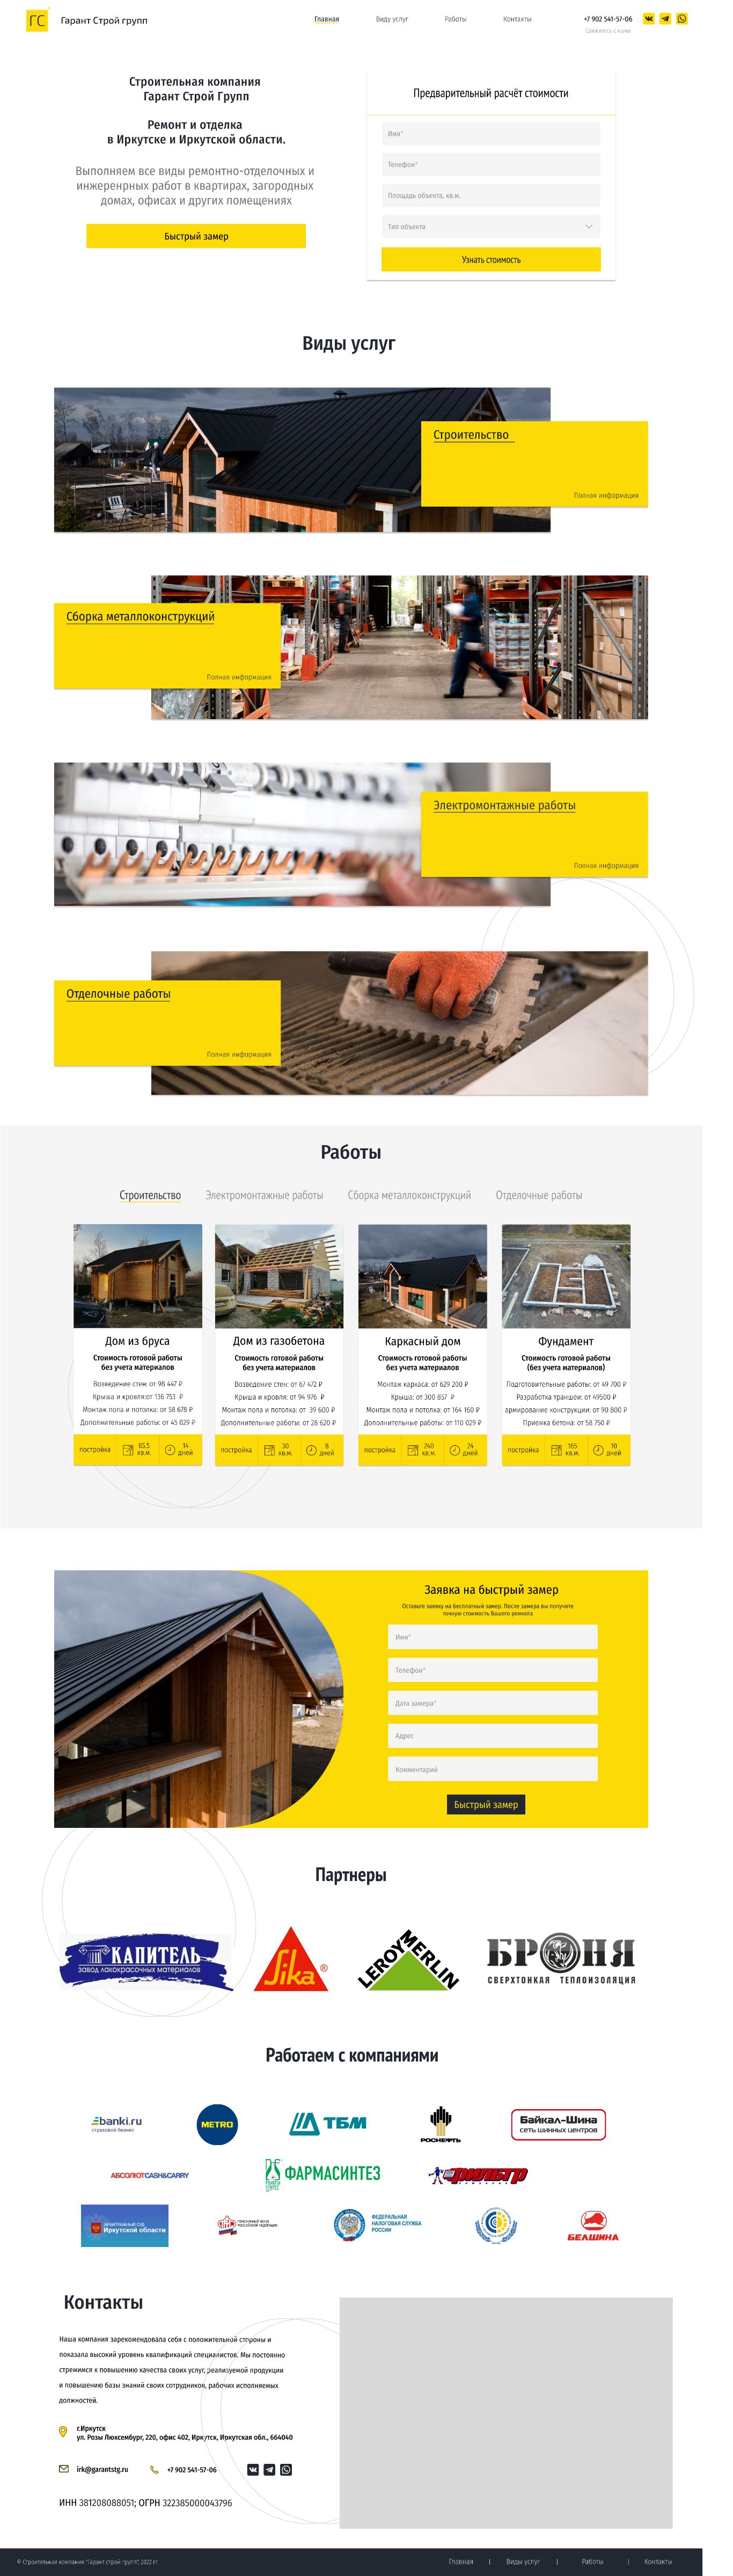 ГС
Гарант Строй групп
Главная
Виду услуг
Работы
Контакты
+7 902 541-57-06
Свяжитесь с нами
Строительная компания
Гарант Строй Групп
Ремонт и отделка
в Иркутске и Иркутской области.
Выполняем все виды ремонтно-отделочных и
инжеренрных работ в квартирах, загородных
домах, офисах и других помещениях
Быстрый замер
Предварительный расчёт стоимости
Имя*
Телефон*
Площадь объекта, кв.м.
Тип объекта
Узнать стоимость
Виды услуг
Строительство
Полная информация
Сборка металлоконструкций
Полная информация
Электромонтажные работы
Полная информация
Отделочные работы
Полная информация
Работы
Строительство
Электромонтажные работы
Сборка металлоконструкций
Отделочные работы
Дом из бруса
Стоимость готовой работы
без учета материалов
Возведение стен: от 98 447 ₽
Крыша и кровля:от 136 753 ₽
Монтаж пола и потолка: от 58 678 ₽
Дополнительные работы: от 45 029 ₽
постройка
65.5
кв.м.
14
дней
Дом из газобетона
Стоимость готовой работы
без учета материалов
Возведение стен: от 67 472 ₽
Крыша и кровля: от 94 976 ₽
Монтаж пола и потолка: от 39 600 ₽
Дополнительные работы: от 28 620 ₽
постройка
30
кв.м.
8
дней
Каркасный дом
Стоимость готовой работы
без учета материалов
Монтаж каркаса: от 629 200 ₽
Крыша: от 300 857 ₽
Монтаж пола и потолка: от 164 160 ₽
Дополнительные работы: от 110 029 ₽
постройка
240
кв.м.
24
дней
Фундамент
Стоимость готовой работы
(без учета материалов)
Подготовительные работы: от 49 700 ₽
Разработка траншеи: от 49500 ₽
армирование конструкции: от 90 800 ₽
Приемка бетона: от 58 750 ₽
постройка
165
кв.м.
10
дней
Заявка на быстрый замер
Оставьте заявку на бесплатный замер. После замера вы получите
точную стоимость Вашего ремнота
Имя*
Телефон*
Дата замера*
Адрес
Комментарий
Быстрый замер
Партнеры
КАПИТЕЛЬ
завод лакокрасочных материалов
Sika®
LEROY MERLIN
БРОНЯ
СВЕРХТОНКАЯ ТЕПЛОИЗОЛЯЦИЯ
Работаем с компаниями
banki.ru
страховой бизнес
METRO
ТБМ
РОСНЕФТЬ
Байкал-Шина
сеть шинных центров
АБСОЛЮТCASH&CARRY
ФАРМАСИНТЕЗ
ФИЛЬТР
АРБИТРАЖНЫЙ СУД
Иркутской области
ПЕНСИОННЫЙ ФОНД
РОССИЙСКОЙ ФЕДЕРАЦИИ
ФЕДЕРАЛЬНАЯ
НАЛОГОВАЯ СЛУЖБА
РОССИИ
БЕЛШИНА
Контакты
Наша компания зарекомендовала себя с положительной стороны и
показала высокий уровень квалификаций специалистов. Мы постоянно
стремимся к повышению качества своих услуг, реализуемой продукции
и повышению базы знаний своих сотрудников, рабочих исполняемых
должностей.
г.Иркутск
ул. Розы Люксембург, 220, офис 402, Иркутск, Иркутская обл., 664040
irk@garantstg.ru
+7 902 541-57-06
ИНН 381208088051; ОГРН 322385000043796
© Строительная компания "Гарант строй групп", 2022 гг.
Главная
|
Виды услуг
|
Работы
|
Контакты